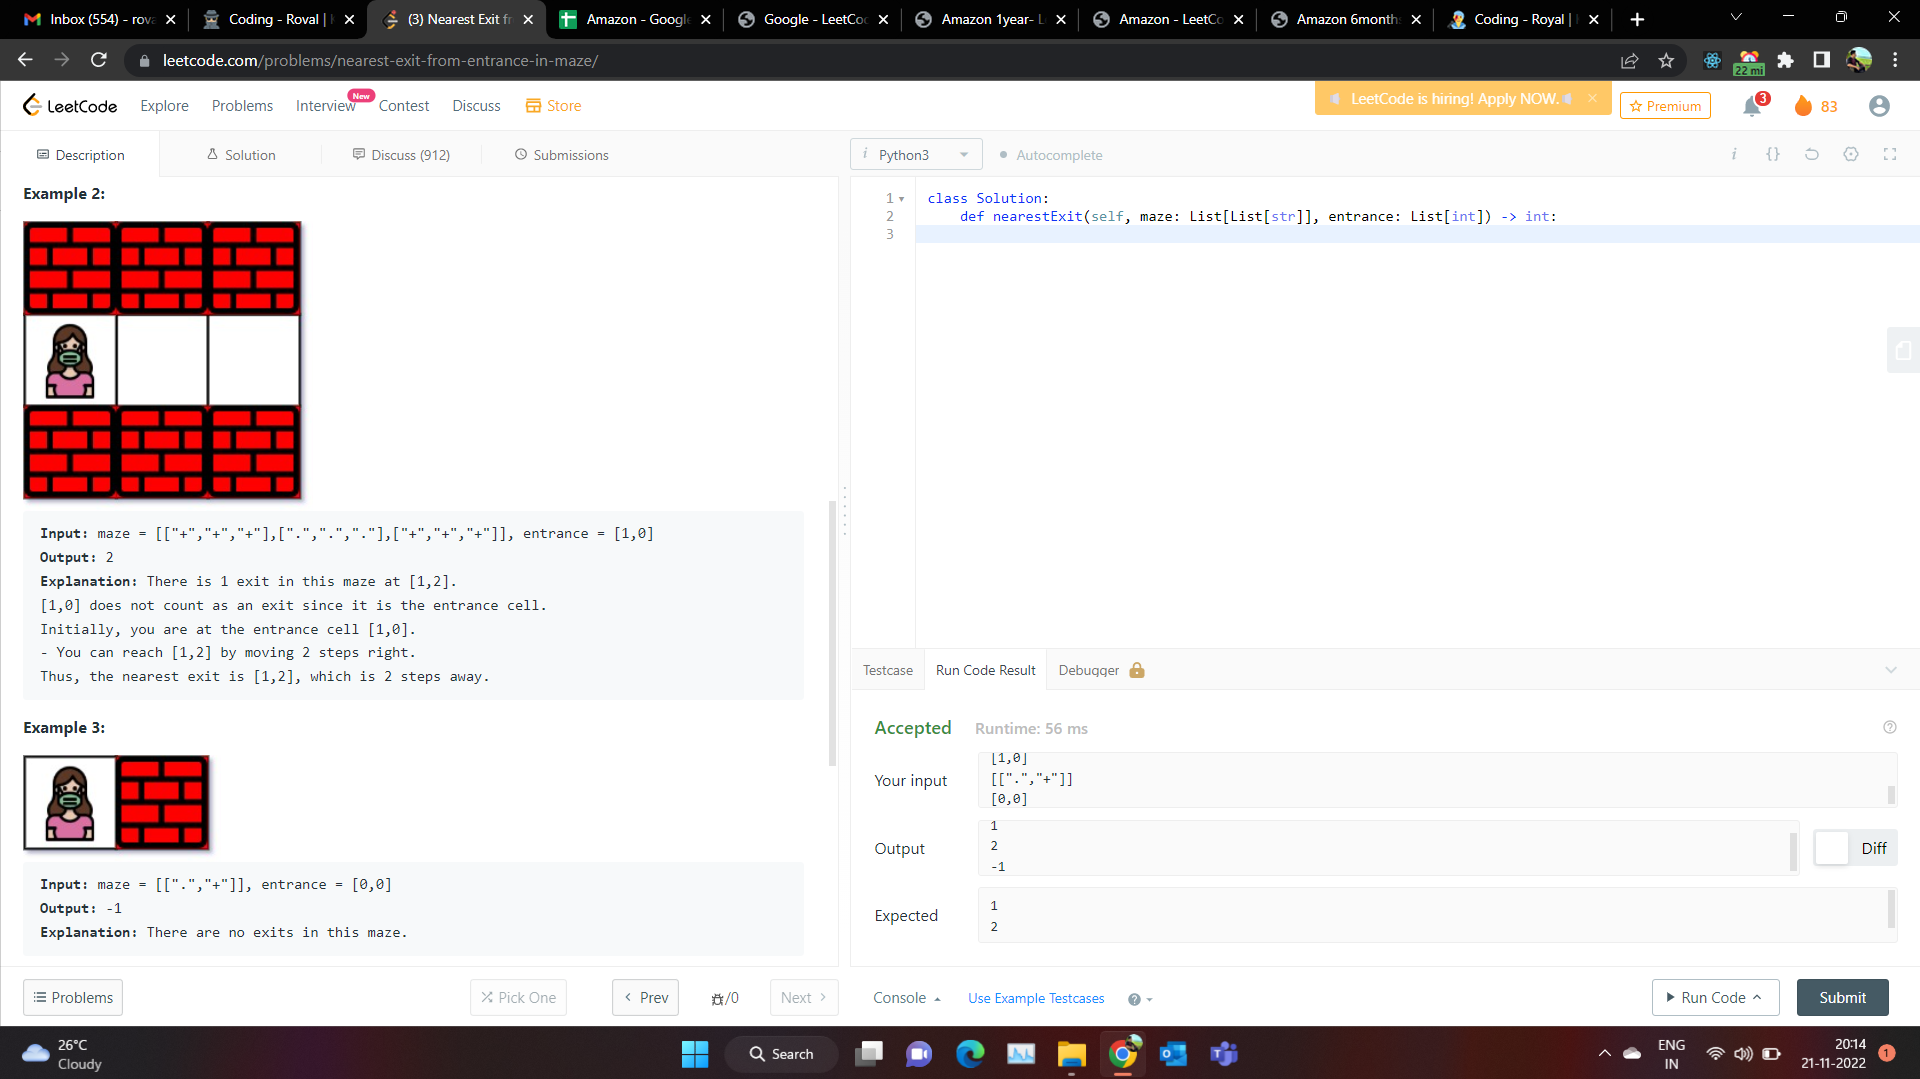 Inbox (554) - rova
Coding - Roval |
(3) Nearest Exit fr
Amazon - Google
Google - LeetCo
Amazon 1year- L
Amazon - LeetCo
Amazon 6month
Coding - Royal |
leetcode.com/problems/nearest-exit-from-entrance-in-maze/
22 mi
LeetCode
Explore
Problems
Interview
New
Contest
Discuss
Store
LeetCode is hiring! Apply NOW.
Premium
3
83
Description
Solution
Discuss (912)
Submissions
i Python3
Autocomplete
i {}
Example 2:
Input: maze = [["+","+","+"],[".",".","."],["+","+","+"]], entrance = [1,0]
Output: 2
Explanation: There is 1 exit in this maze at [1,2].
[1,0] does not count as an exit since it is the entrance cell.
Initially, you are at the entrance cell [1,0].
- You can reach [1,2] by moving 2 steps right.
Thus, the nearest exit is [1,2], which is 2 steps away.
Example 3:
Input: maze = [[".","+"]], entrance = [0,0]
Output: -1
Explanation: There are no exits in this maze.
1 class Solution:
2 def nearestExit(self, maze: List[List[str]], entrance: List[int]) -> int:
3
Testcase
Run Code Result
Debugger
Accepted
Runtime: 56 ms
Your input
[1,0]
[[".","+"]]
[0,0]
Output
1
2
-1
Diff
Expected
1
2
Problems
Pick One
Prev
/0
Next
Console
Use Example Testcases
Run Code
Submit
26°C
Cloudy
Search
ENG
IN
20:14
21-11-2022
1